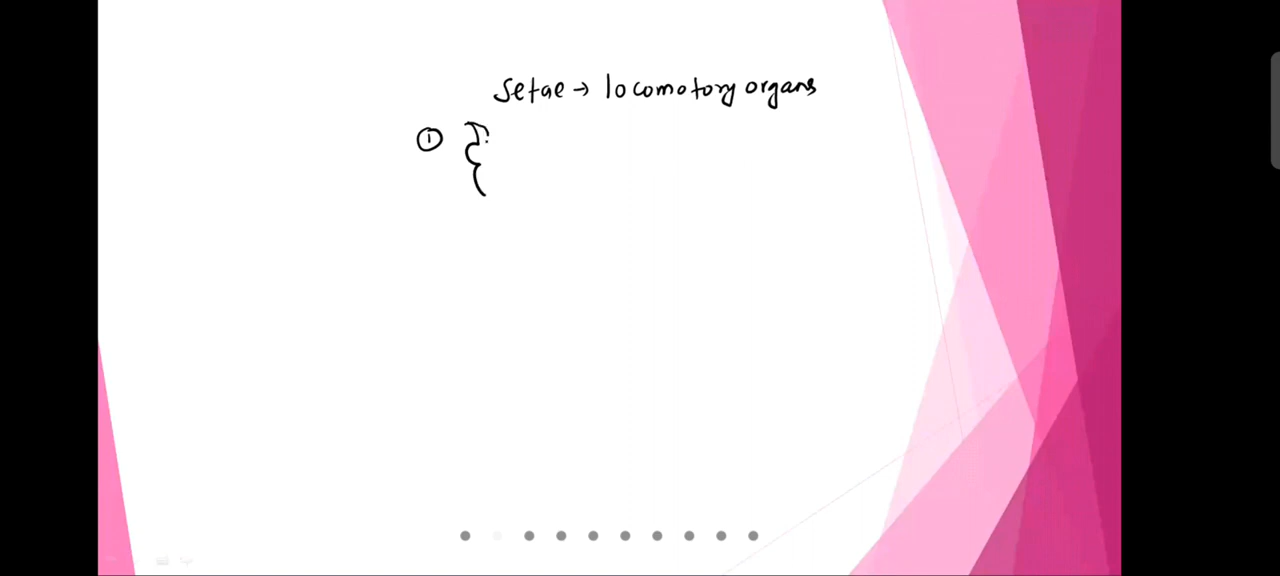 Setae → locomotory organs
① {